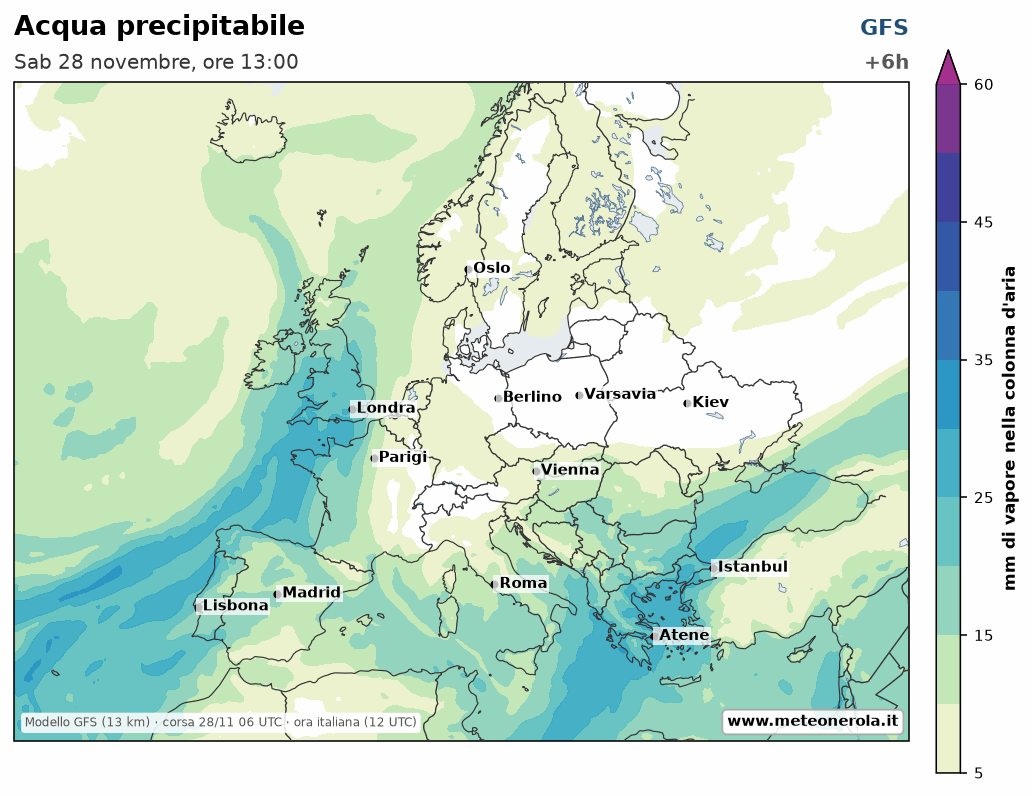 Acqua precipitabile
GFS
Sab 28 novembre, ore 13:00
+6h
60
45
35
25
15
5
mm di vapore nella colonna d'aria
Oslo
Londra
Berlino
Varsavia
Kiev
Parigi
Vienna
Istanbul
Roma
Madrid
Lisbona
Atene
Modello GFS (13 km) · corsa 28/11 06 UTC · ora italiana (12 UTC)
www.meteonerola.it